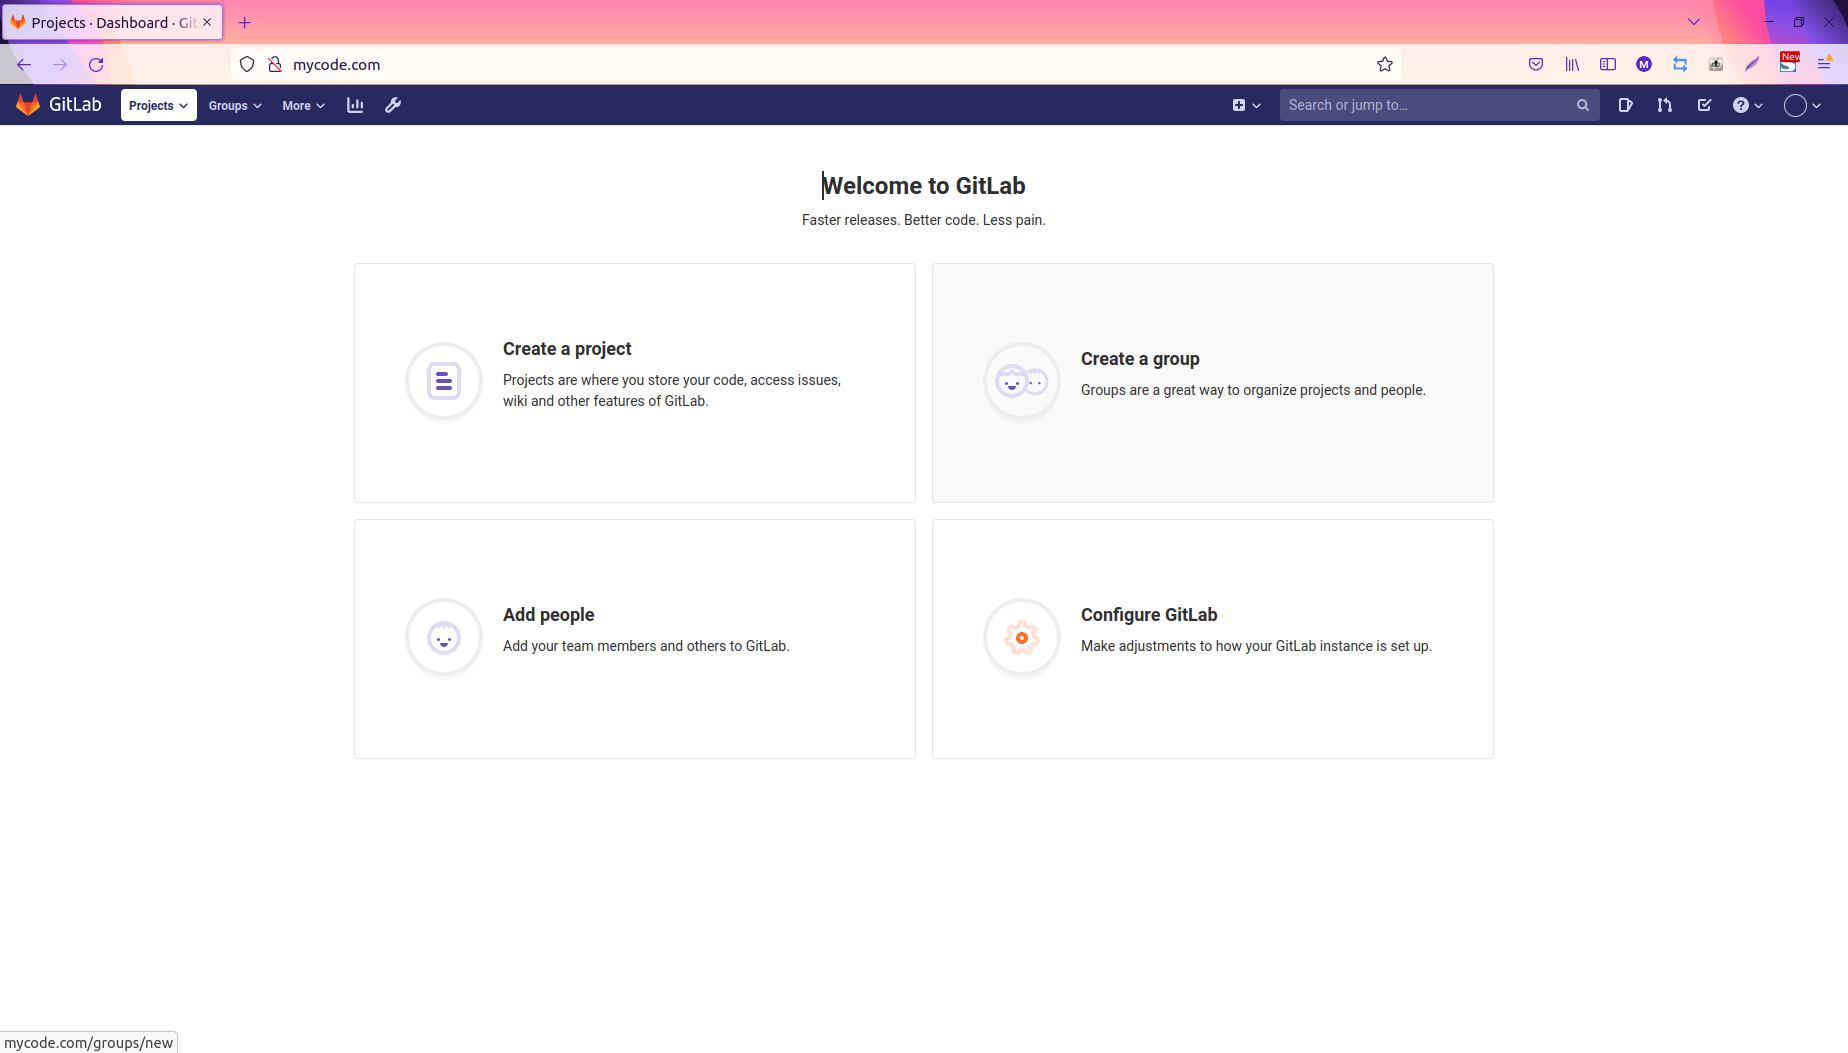 Projects · Dashboard · Git
mycode.com
New
M
GitLab
Projects
Groups
More
Search or jump to...
Welcome to GitLab
Faster releases. Better code. Less pain.
Create a project
Projects are where you store your code, access issues,
wiki and other features of GitLab.
Create a group
Groups are a great way to organize projects and people.
Add people
Add your team members and others to GitLab.
Configure GitLab
Make adjustments to how your GitLab instance is set up.
mycode.com/groups/new